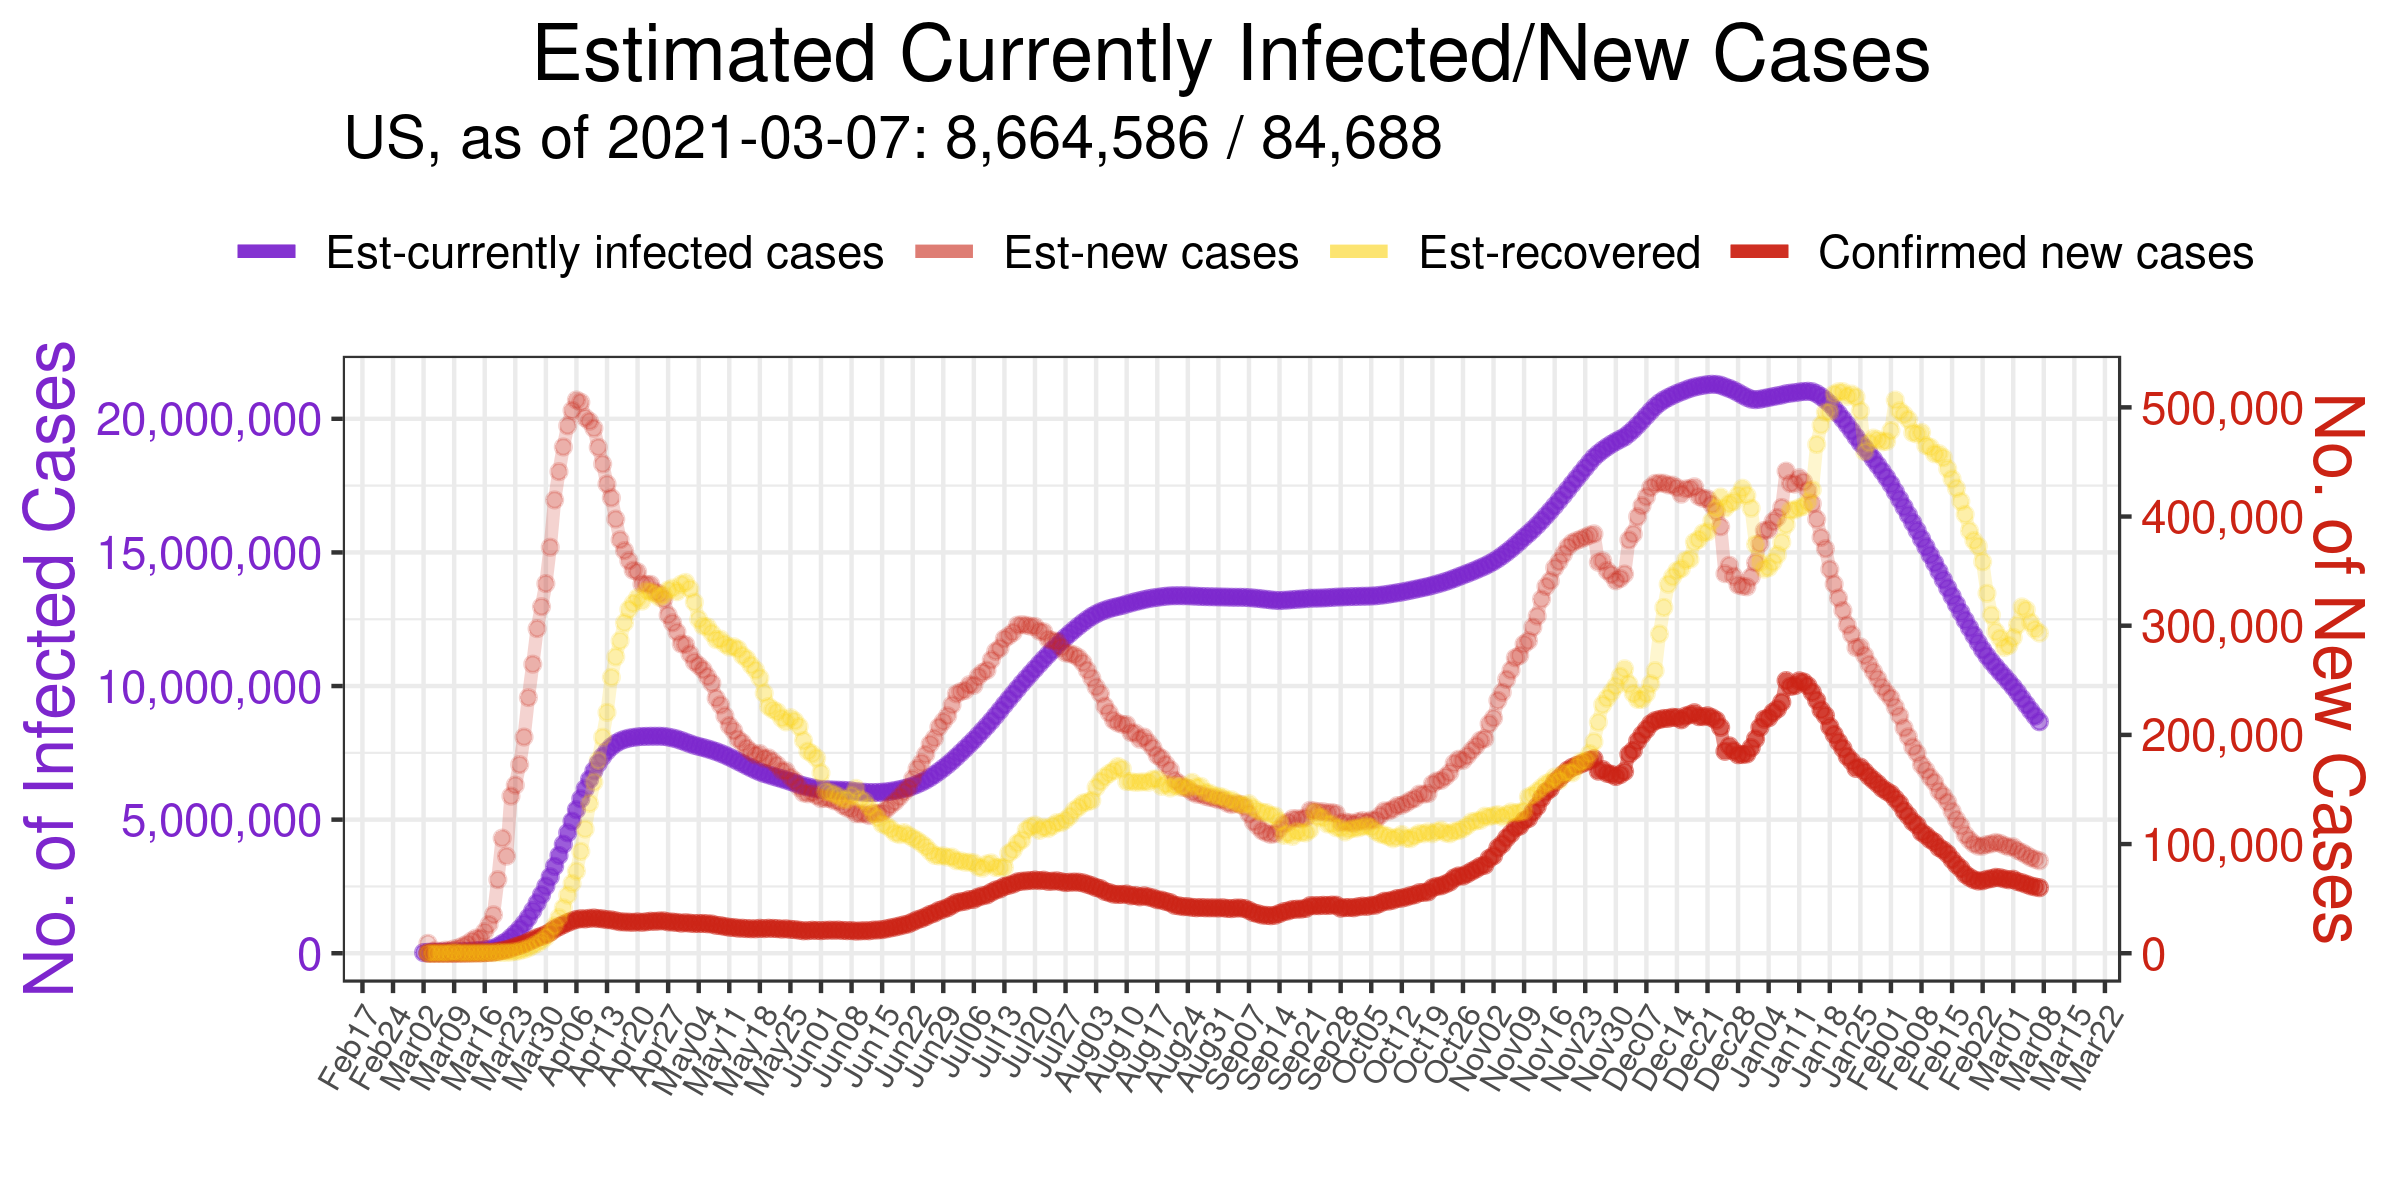 Estimated Currently Infected/New Cases
US, as of 2021-03-07: 8,664,586 / 84,688
Est-currently infected cases Est-new cases Est-recovered Confirmed new cases
No. of Infected Cases
20,000,000
15,000,000
10,000,000
5,000,000
0
500,000
400,000
300,000
200,000
100,000
0
No. of New Cases
Feb17 Feb24 Mar02 Mar09 Mar16 Mar23 Mar30 Apr06 Apr13 Apr20 Apr27 May04 May11 May18 May25 Jun01 Jun08 Jun15 Jun22 Jun29 Jul06 Jul13 Jul20 Jul27 Aug03 Aug10 Aug17 Aug24 Aug31 Sep07 Sep14 Sep21 Sep28 Oct05 Oct12 Oct19 Oct26 Nov02 Nov09 Nov16 Nov23 Nov30 Dec07 Dec14 Dec21 Dec28 Jan04 Jan11 Jan18 Jan25 Feb01 Feb08 Feb15 Feb22 Mar01 Mar08 Mar15 Mar22